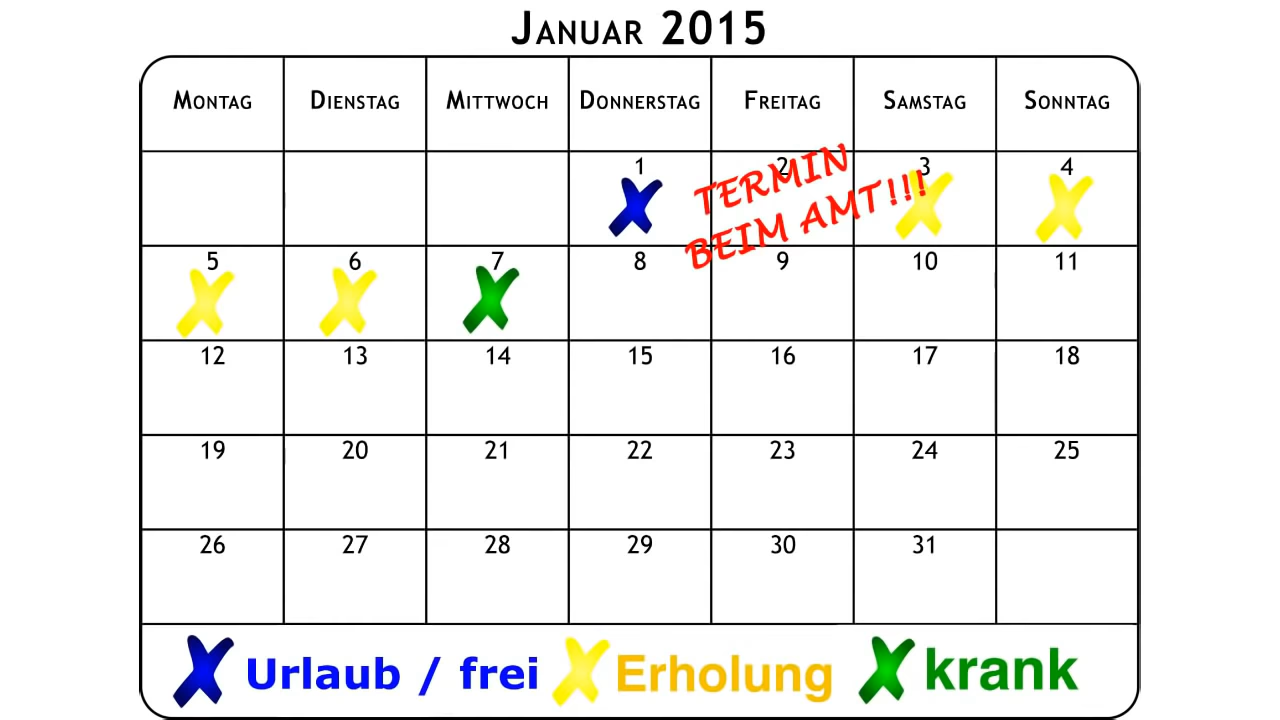 Januar 2015
Montag Dienstag Mittwoch Donnerstag Freitag Samstag Sonntag
1 2 3 4
TERMIN
BEIM AMT!!!
5 6 7 8 9 10 11
12 13 14 15 16 17 18
19 20 21 22 23 24 25
26 27 28 29 30 31
Urlaub / frei Erholung krank